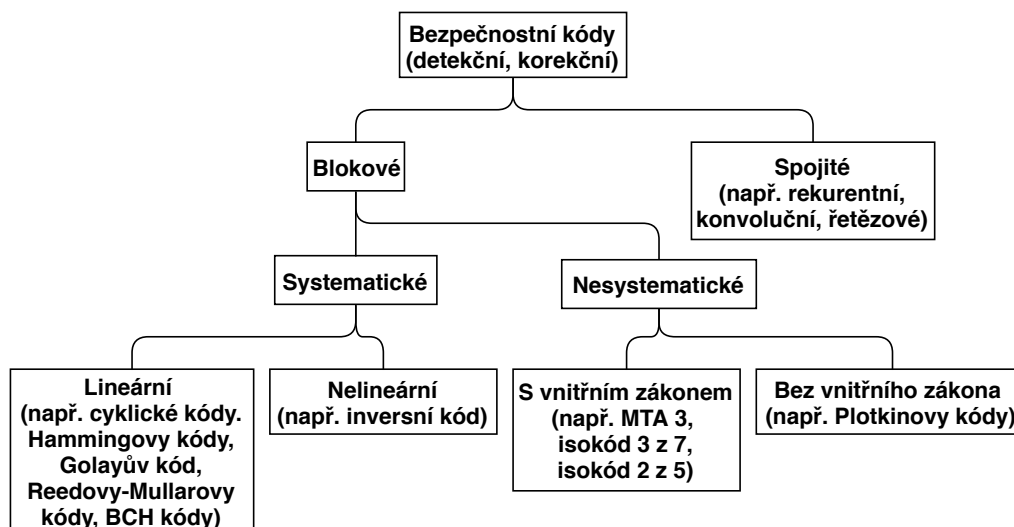 Bezpečnostní kódy
(detekční, korekční)
Blokové
Spojité
(např. rekurentní,
konvoluční, řetězové)
Systematické
Nesystematické
Lineární
(např. cyklické kódy.
Hammingovy kódy,
Golayův kód,
Reedovy-Mullarovy
kódy, BCH kódy)
Nelineární
(např. inversní kód)
S vnitřním zákonem
(např. MTA 3,
isokód 3 z 7,
isokód 2 z 5)
Bez vnitřního zákona
(např. Plotkinovy kódy)